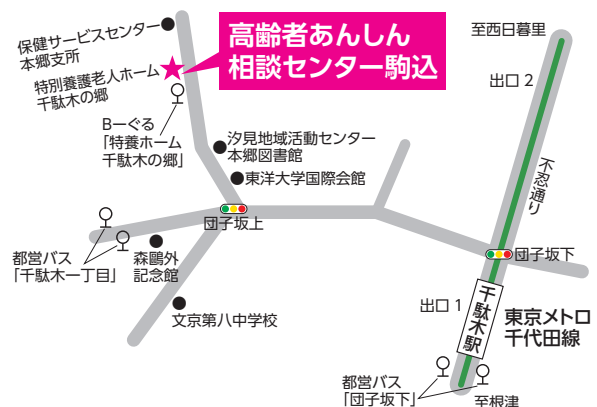 保健サービスセンター
本郷支所
高齢者あんしん
相談センター駒込
特別養護老人ホーム
千駄木の郷
Bーぐる
「特養ホーム
千駄木の郷」
汐見地域活動センター
本郷図書館
東洋大学国際会館
団子坂上
都営バス
「千駄木一丁目」
森鷗外
記念館
文京第八中学校
至西日暮里
出口 2
不忍通り
団子坂下
出口 1
千駄木駅
東京メトロ
千代田線
都営バス
「団子坂下」
至根津